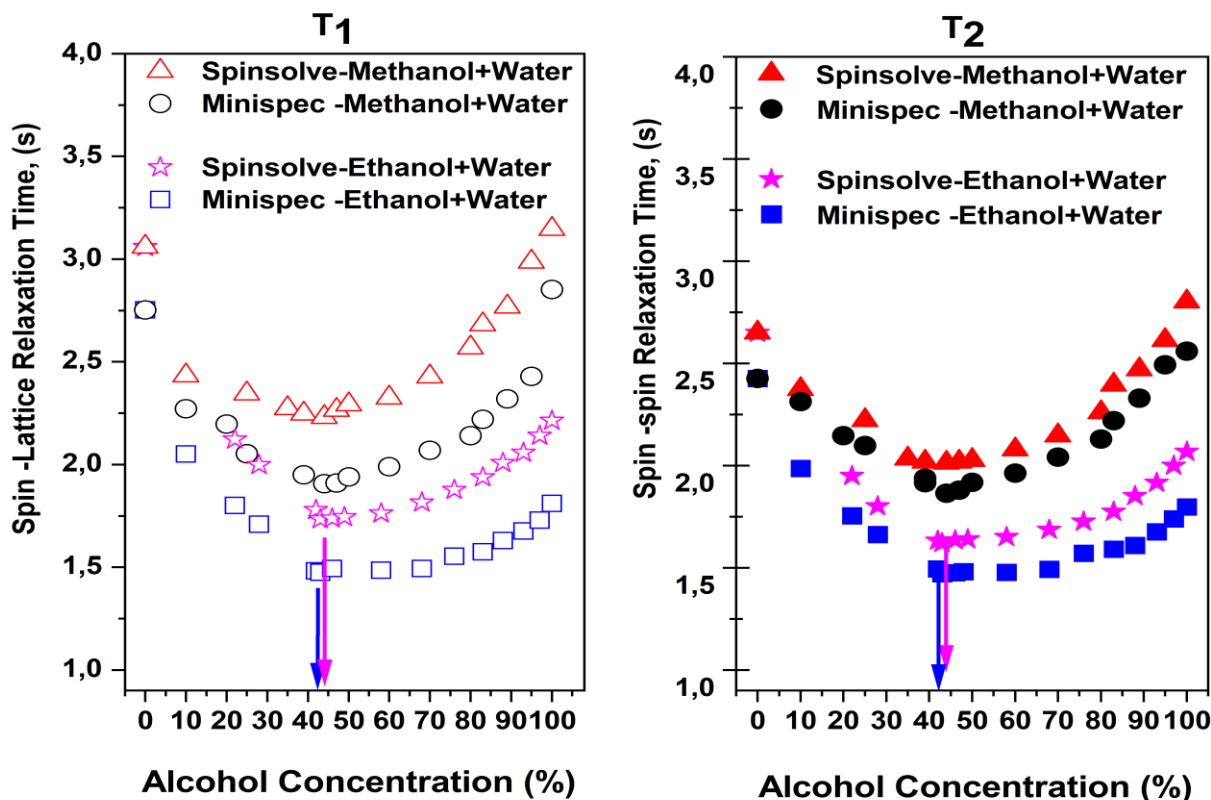 T1
4,0
3,5
3,0
2,5
2,0
1,5
1,0
Spin -Lattice Relaxation Time, (s)
Spinsolve-Methanol+Water
Minispec -Methanol+Water
Spinsolve-Ethanol+Water
Minispec -Ethanol+Water
0 10 20 30 40 50 60 70 80 90 100
Alcohol Concentration (%)
T2
4,0
3,5
3,0
2,5
2,0
1,5
1,0
Spin -spin Relaxation Time, (s)
Spinsolve-Methanol+Water
Minispec -Methanol+Water
Spinsolve-Ethanol+Water
Minispec -Ethanol+Water
0 10 20 30 40 50 60 70 80 90 100
Alcohol Concentration (%)